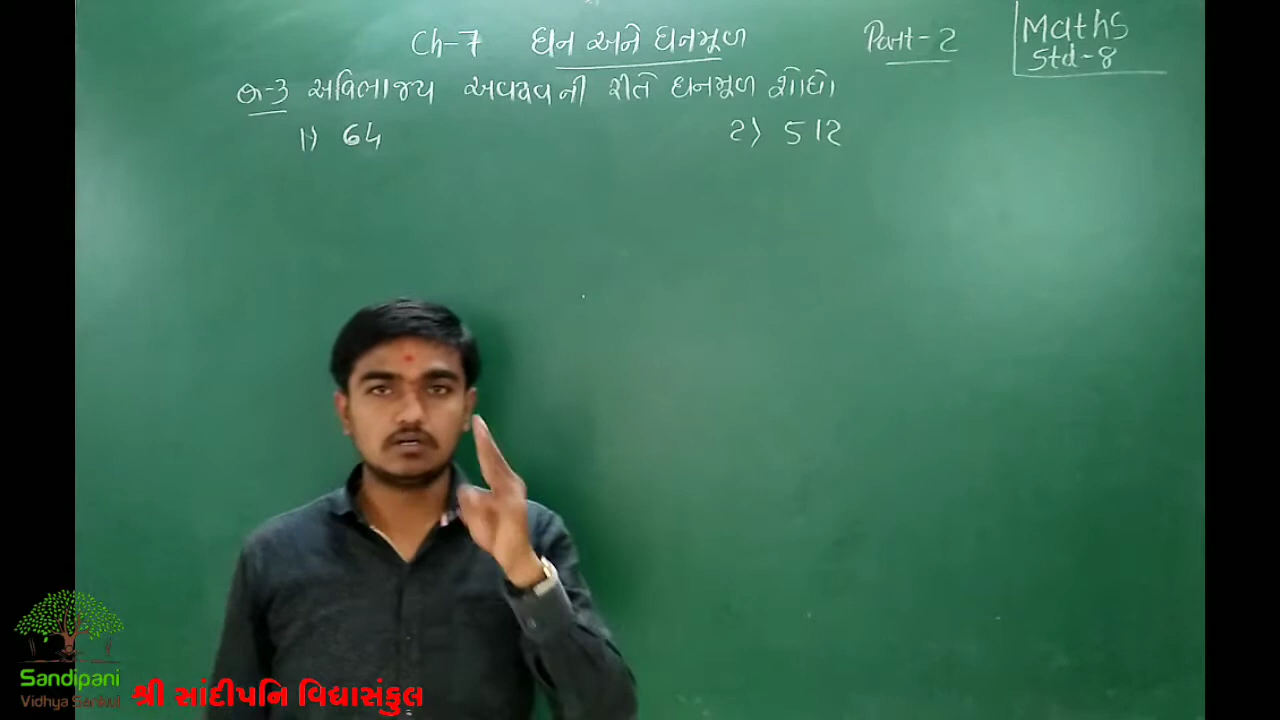 Ch-7 ઘન અને ઘનમૂળ Part-2
Maths
Std-8
પ્ર-૩ અવિભાજ્ય અવયવની રીતે ઘનમૂળ શોધો
1) 64 2) 512
Sandipani
Vidhya Sankul
શ્રી સાંદીપનિ વિદ્યાસંકુલ